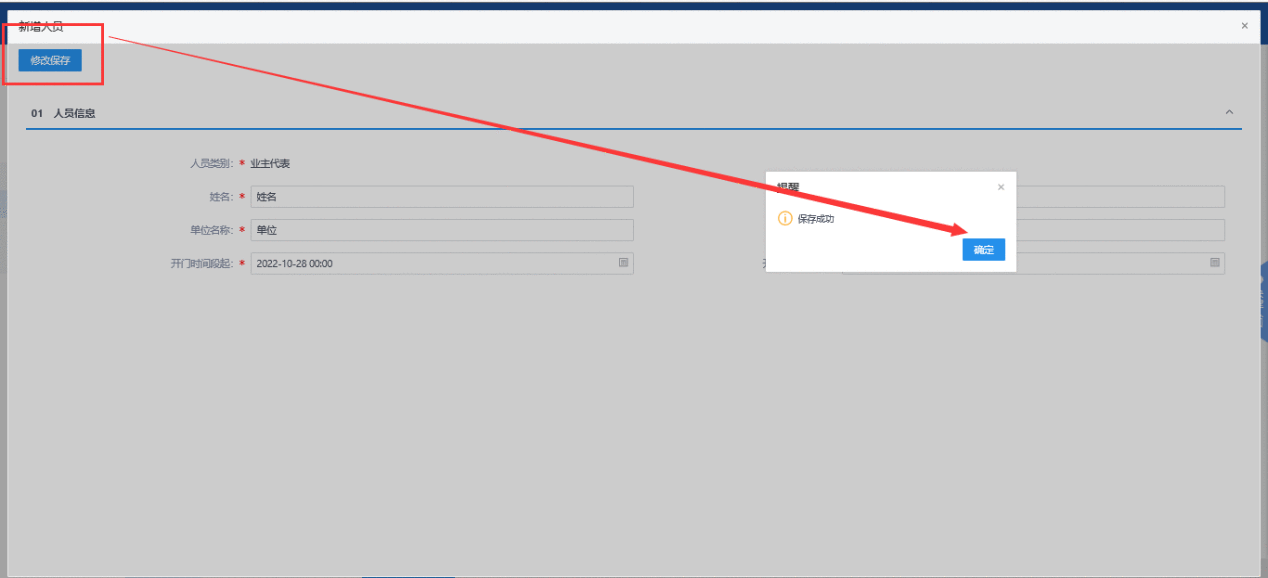 新增人员
修改保存
01 人员信息
人员类别: * 业主代表
姓名: * 姓名
单位名称: * 单位
开门时间段起: * 2022-10-28 00:00
提醒
保存成功
确定